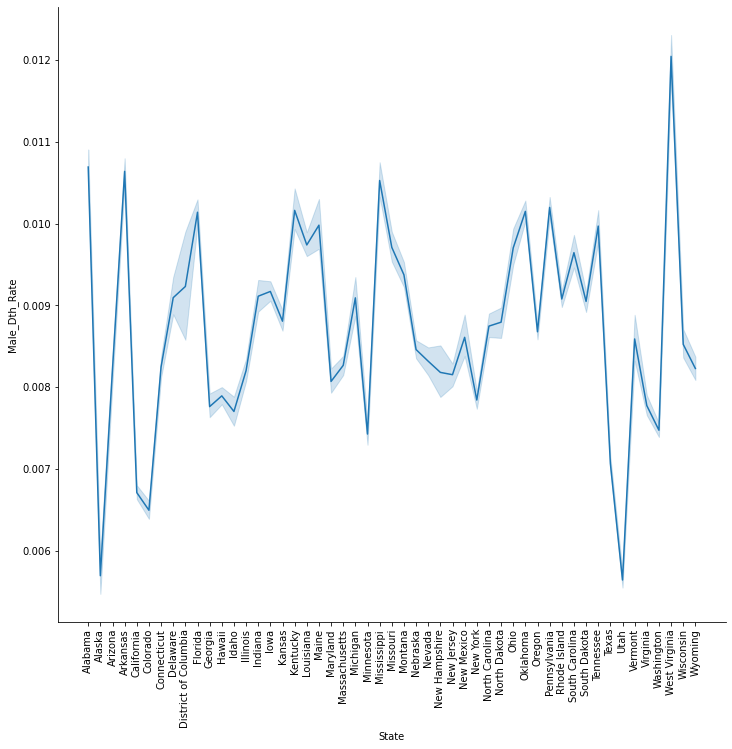 0.012
0.011
0.010
0.009
0.008
0.007
0.006
Male_Dth_Rate
Alabama
Alaska
Arizona
Arkansas
California
Colorado
Connecticut
Delaware
District of Columbia
Florida
Georgia
Hawaii
Idaho
Illinois
Indiana
Iowa
Kansas
Kentucky
Louisiana
Maine
Maryland
Massachusetts
Michigan
Minnesota
Mississippi
Missouri
Montana
Nebraska
Nevada
New Hampshire
New Jersey
New Mexico
New York
North Carolina
North Dakota
Ohio
Oklahoma
Oregon
Pennsylvania
Rhode Island
South Carolina
South Dakota
Tennessee
Texas
Utah
Vermont
Virginia
Washington
West Virginia
Wisconsin
Wyoming
State